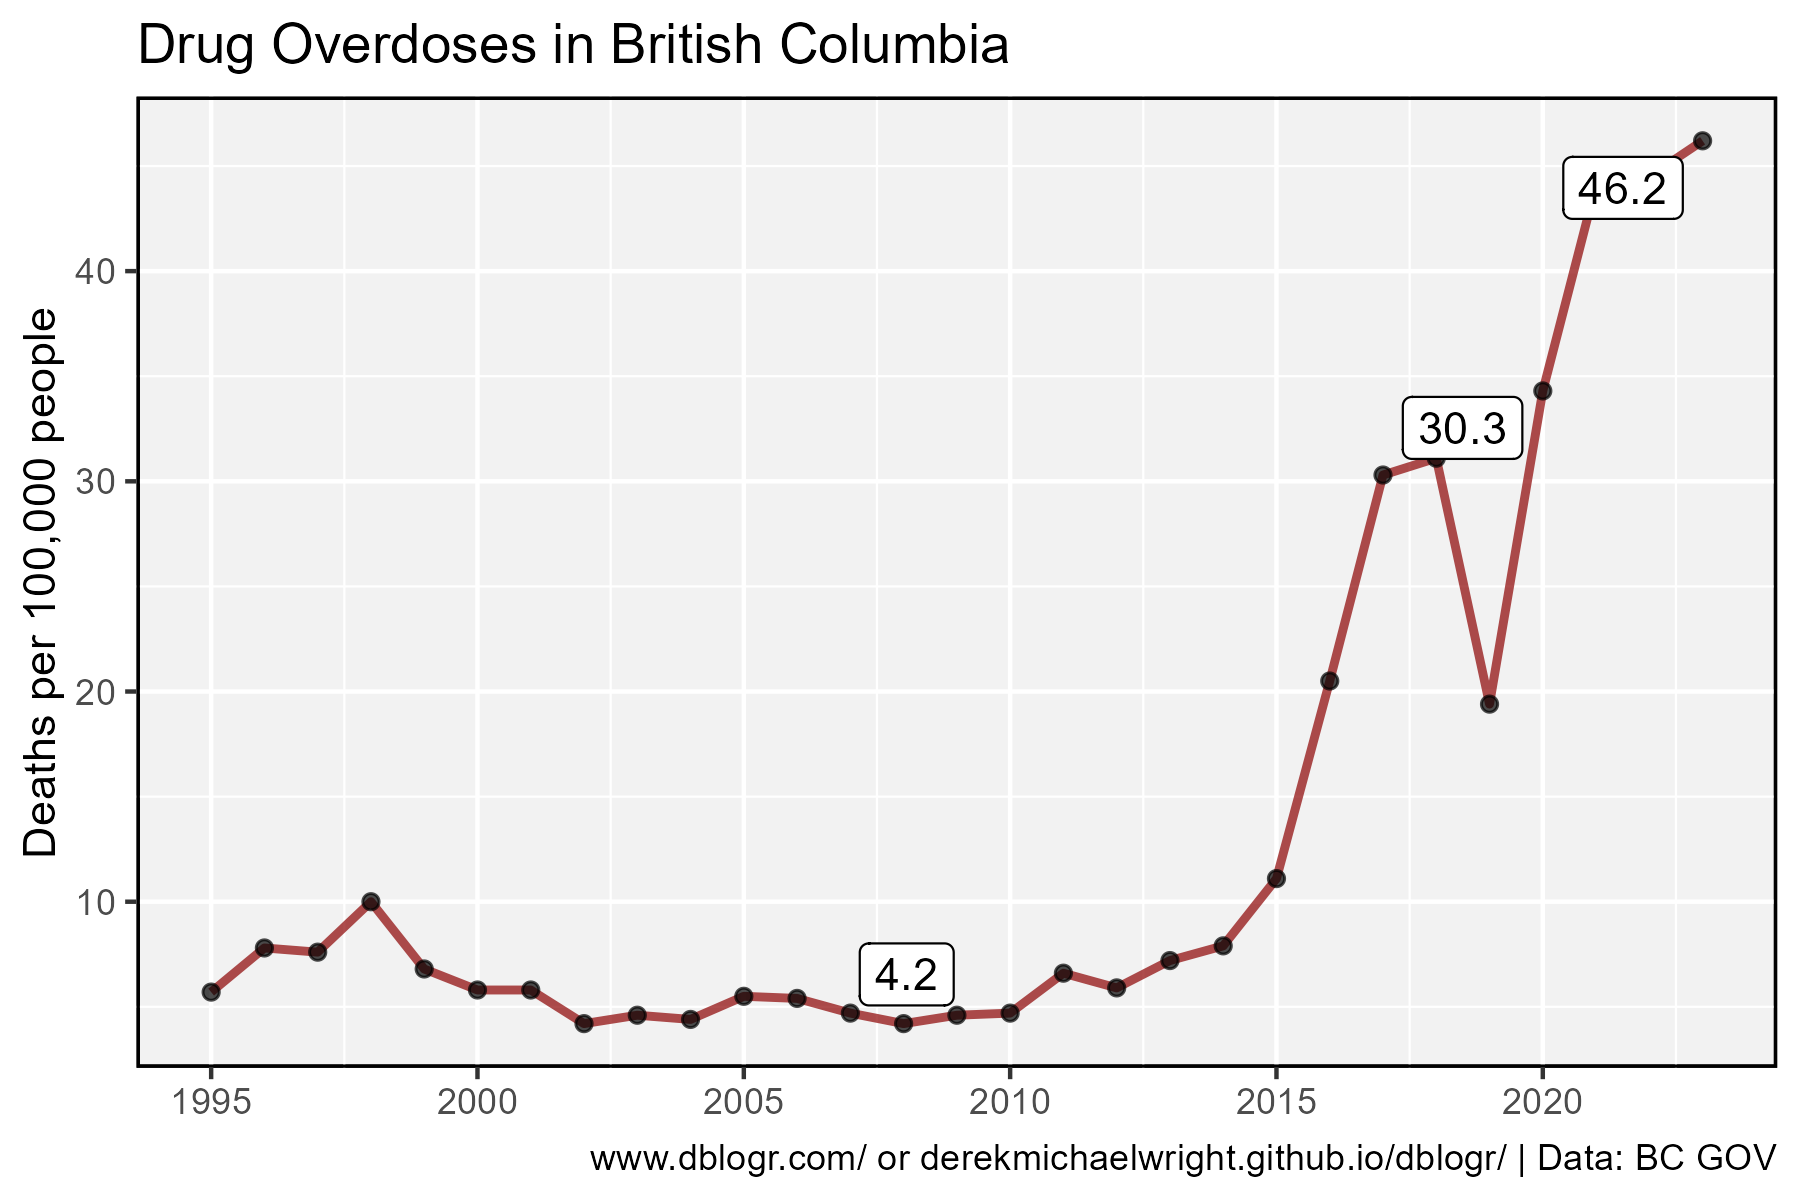 Drug Overdoses in British Columbia
Deaths per 100,000 people
40
30
20
10
46.2
30.3
4.2
1995 2000 2005 2010 2015 2020
www.dblogr.com/ or derekmichaelwright.github.io/dblogr/ | Data: BC GOV